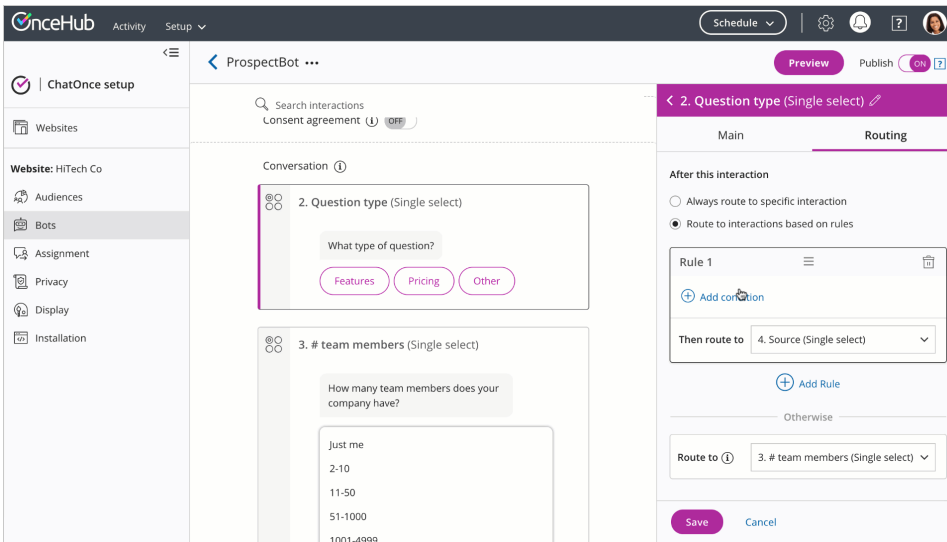 OnceHub Activity Setup Schedule ?
ChatOnce setup
Websites
Website: HiTech Co
Audiences
Bots
Assignment
Privacy
Display
Installation
ProspectBot ••• Preview Publish ON ?
Search interactions
Consent agreement i OFF
Conversation i
2. Question type (Single select)
What type of question?
Features Pricing Other
3. # team members (Single select)
How many team members does your
company have?
Just me
2-10
11-50
51-1000
1001-4999
2. Question type (Single select)
Main Routing
After this interaction
Always route to specific interaction
Route to interactions based on rules
Rule 1
Add condition
Then route to 4. Source (Single select)
Add Rule
Otherwise
Route to i 3. # team members (Single select)
Save Cancel